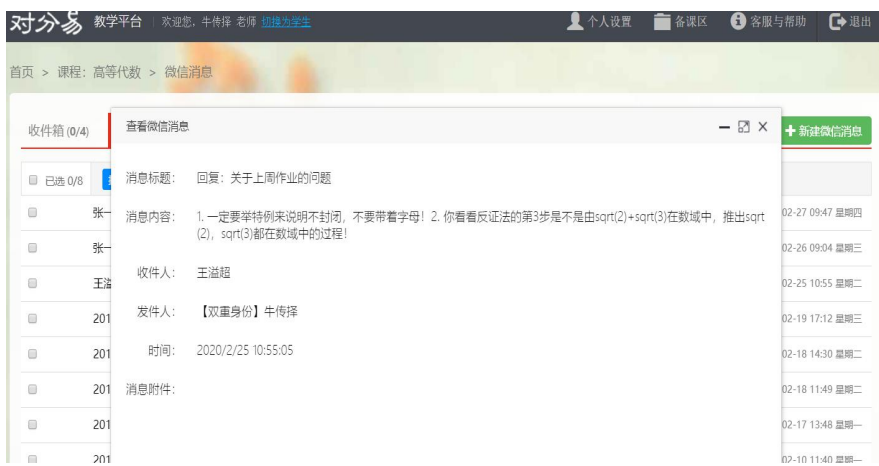 对分易 教学平台 欢迎您，牛传择 老师 切换为学生 个人设置 备课区 客服与帮助 退出
首页 > 课程：高等代数 > 微信消息
收件箱(0/4)
查看微信消息
+ 新建微信消息
已选 0/8
消息标题： 回复：关于上周作业的问题
张一
消息内容： 1. 一定要举特例来说明不封闭，不要带着字母！2. 你看看反证法的第3步是不是由sqrt(2)+sqrt(3)在数域中，推出sqrt
02-27 09:47 星期四
(2)，sqrt(3)都在数域中的过程！
张一
02-26 09:04 星期三
收件人： 王溢超
王溢
02-25 10:55 星期二
发件人： 【双重身份】牛传择
201
02-19 17:12 星期三
时间： 2020/2/25 10:55:05
201
02-18 14:30 星期二
消息附件：
201
02-18 11:49 星期二
201
02-17 13:48 星期一
201
02-10 11:40 星期一